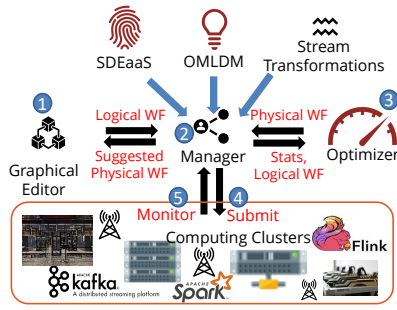 SDEaaS
OMLDM
Stream
Transformations
1
Logical WF
2
Physical WF
3
Suggested
Physical WF
Manager
Stats,
Logical WF
Optimizer
Graphical
Editor
5
4
Monitor
Submit
Computing Clusters
Flink
APACHE
kafka
A distributed streaming platform
APACHE
Spark